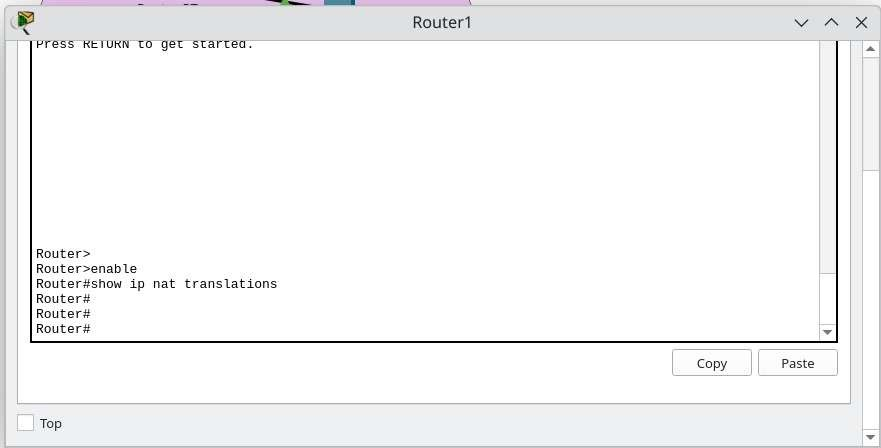 Router1
Press RETURN to get started.
Router>
Router>enable
Router#show ip nat translations
Router#
Router#
Router#
Copy
Paste
Top